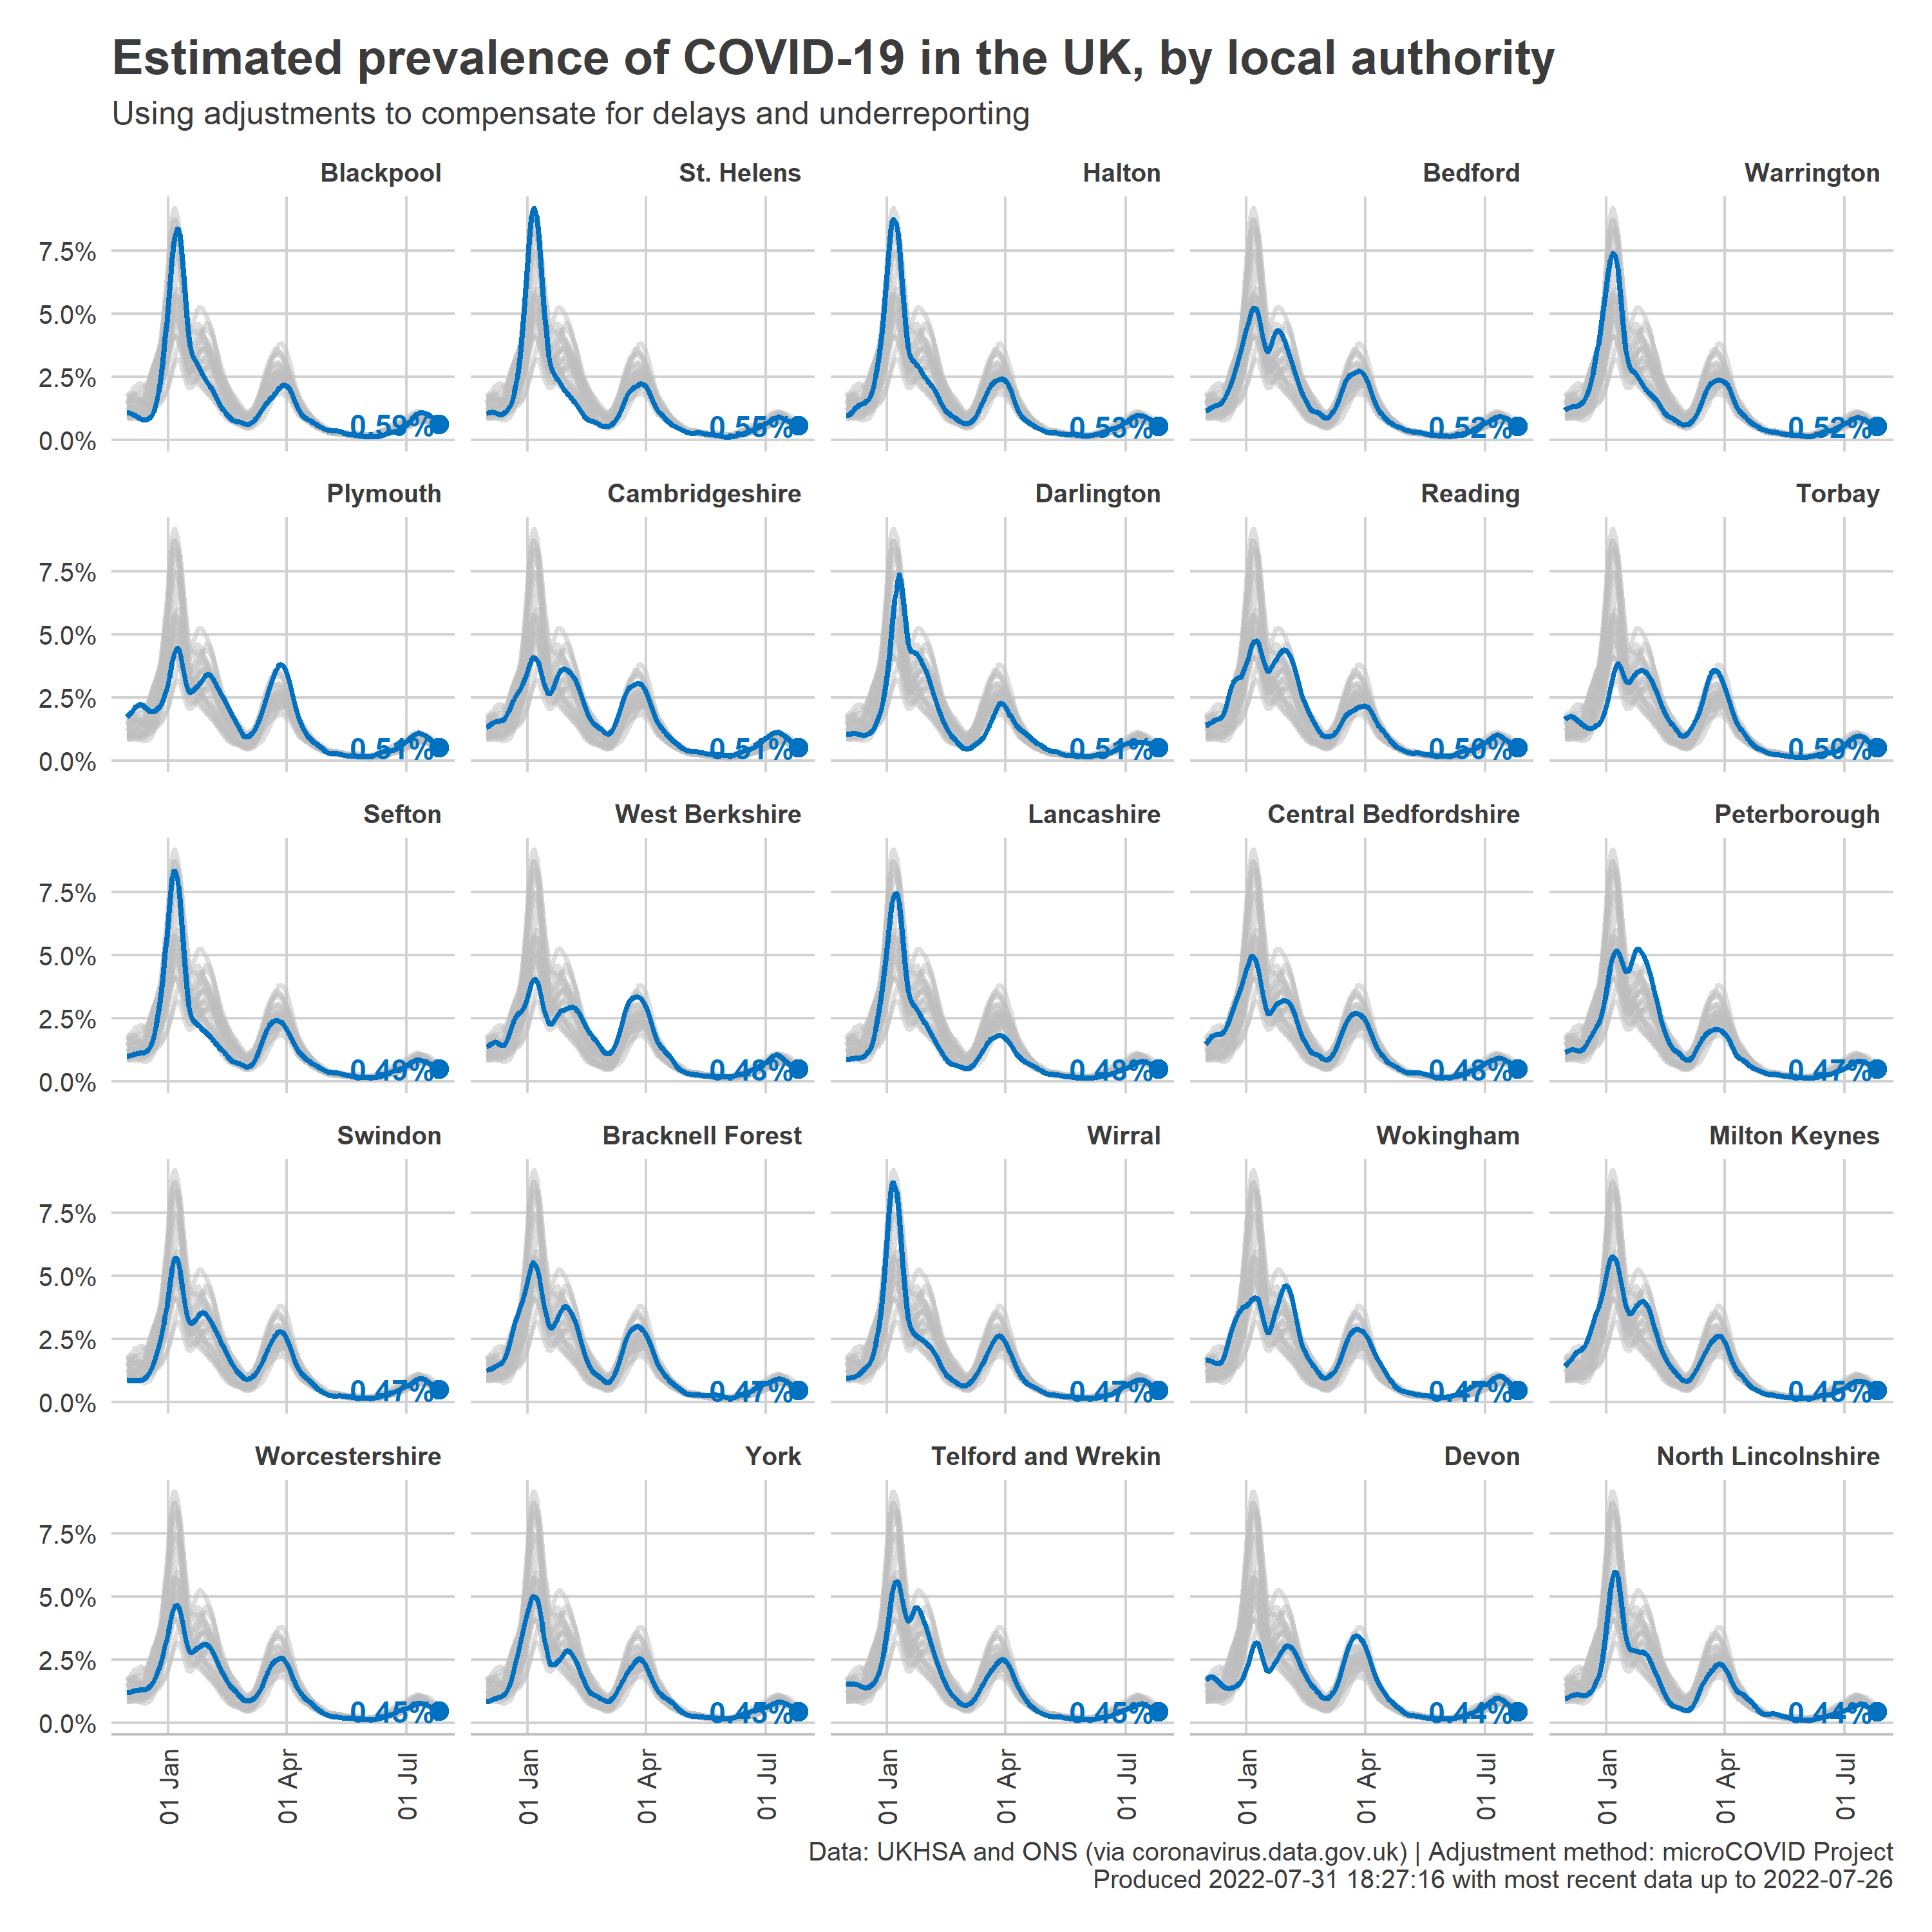 Estimated prevalence of COVID-19 in the UK, by local authority
Using adjustments to compensate for delays and underreporting
Blackpool St. Helens Halton Bedford Warrington
7.5%
5.0%
2.5%
0.0%
0.59% 0.55% 0.53% 0.52% 0.52%
Plymouth Cambridgeshire Darlington Reading Torbay
7.5%
5.0%
2.5%
0.0%
0.51% 0.51% 0.51% 0.50% 0.50%
Sefton West Berkshire Lancashire Central Bedfordshire Peterborough
7.5%
5.0%
2.5%
0.0%
0.49% 0.48% 0.48% 0.48% 0.47%
Swindon Bracknell Forest Wirral Wokingham Milton Keynes
7.5%
5.0%
2.5%
0.0%
0.47% 0.47% 0.47% 0.47% 0.45%
Worcestershire York Telford and Wrekin Devon North Lincolnshire
7.5%
5.0%
2.5%
0.0%
0.45% 0.45% 0.45% 0.44% 0.44%
01 Jan 01 Apr 01 Jul 01 Jan 01 Apr 01 Jul 01 Jan 01 Apr 01 Jul 01 Jan 01 Apr 01 Jul 01 Jan 01 Apr 01 Jul
Data: UKHSA and ONS (via coronavirus.data.gov.uk) | Adjustment method: microCOVID Project
Produced 2022-07-31 18:27:16 with most recent data up to 2022-07-26